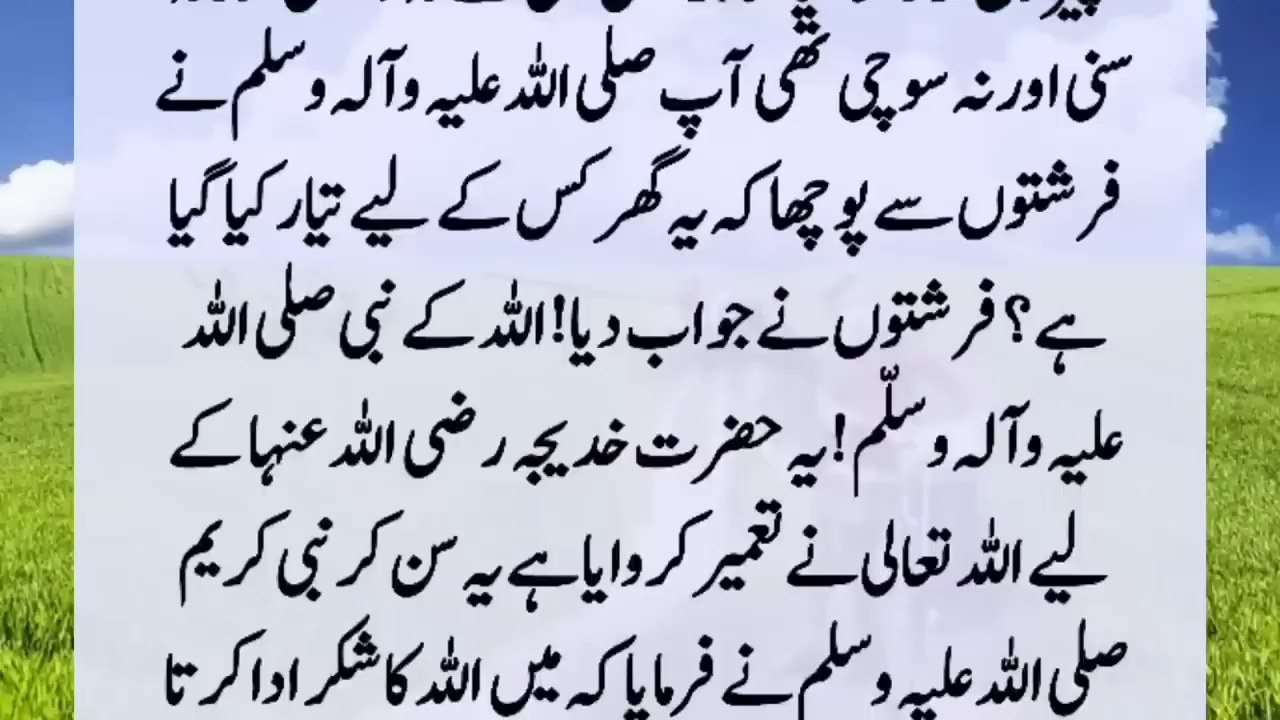 سنی اور نہ سوچی تھی آپ صلی اللہ علیہ وآلہ وسلم نے
فرشتوں سے پوچھا کہ یہ گھر کس کے لیے تیار کیا گیا
ہے؟ فرشتوں نے جواب دیا! اللہ کے نبی صلی اللہ
علیہ وآلہ وسلّم! یہ حضرت خدیجہ رضی اللہ عنہا کے
لیے اللہ تعالی نے تعمیر کروایا ہے یہ سن کر نبی کریم
صلی اللہ علیہ وسلم نے فرمایا کہ میں اللہ کا شکر ادا کرتا